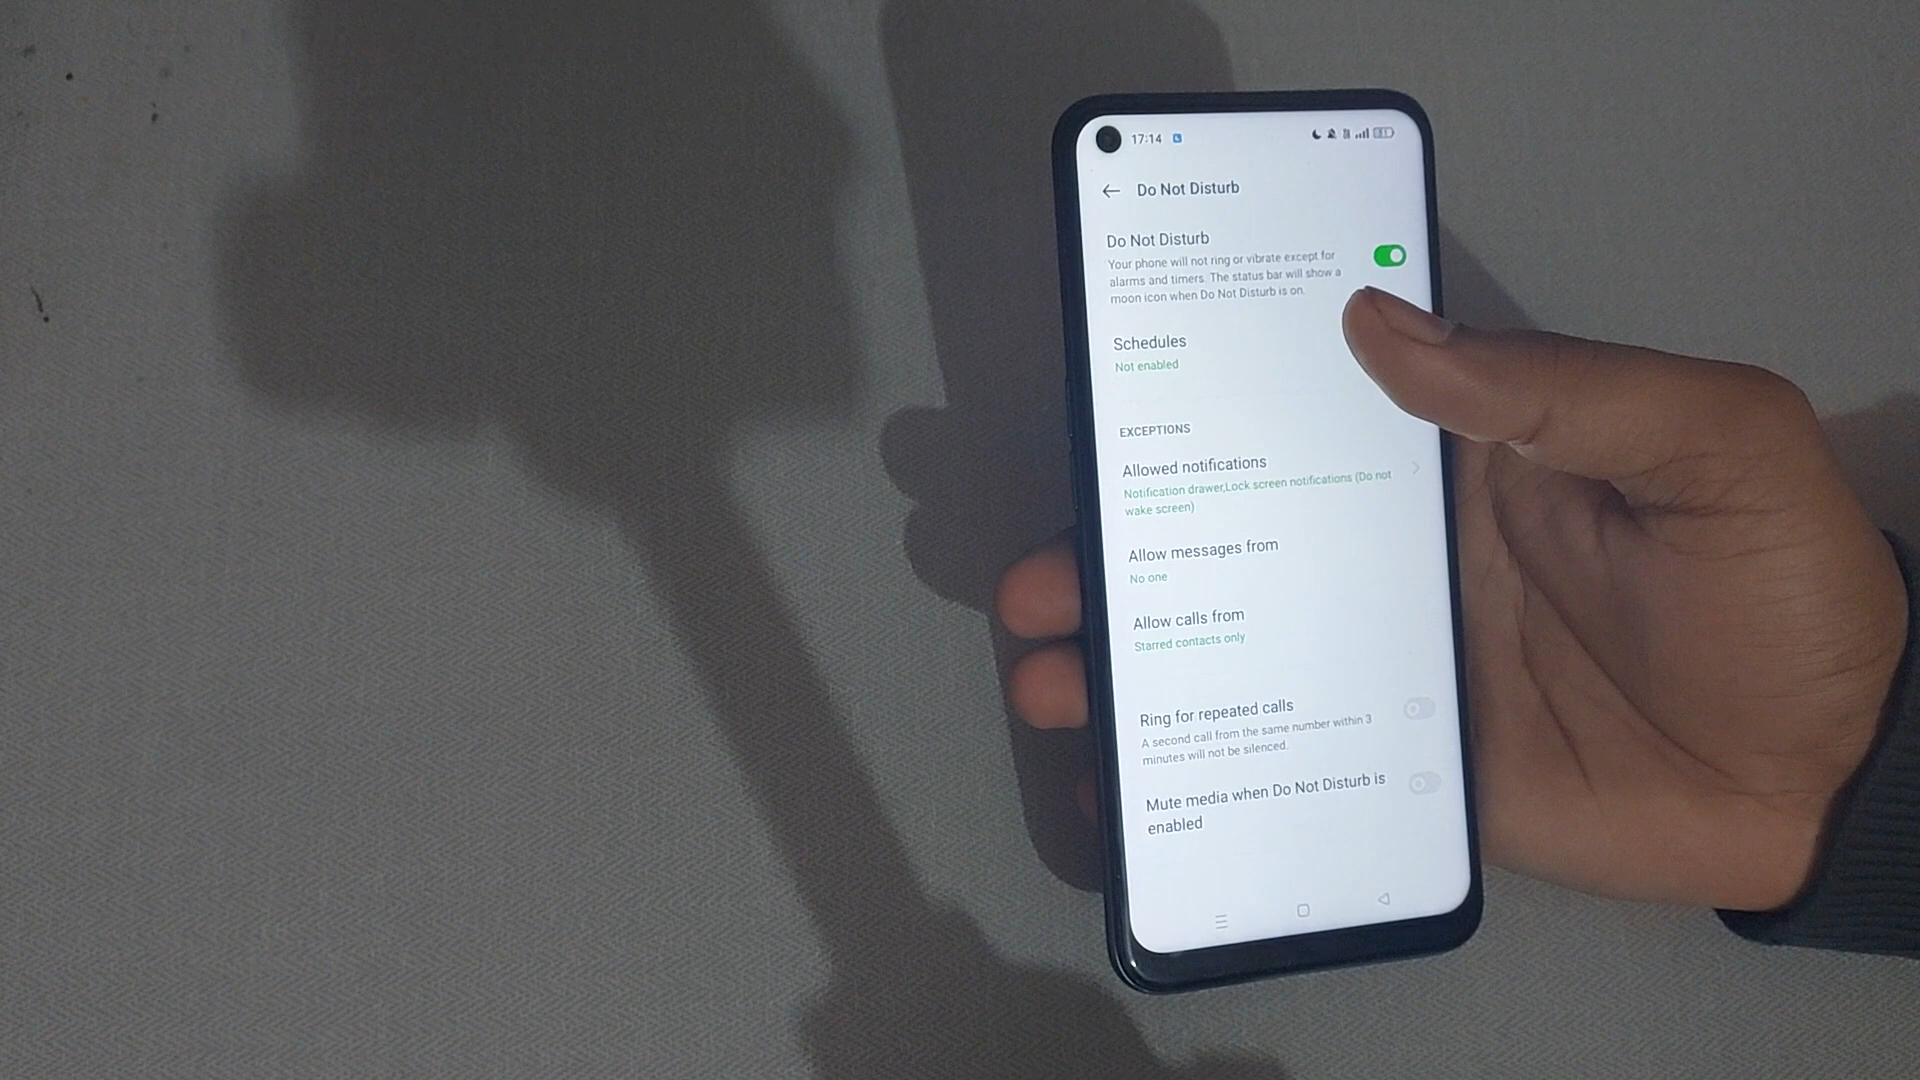 17:14
Do Not Disturb
Do Not Disturb
Your phone will not ring or vibrate except for
alarms and timers. The status bar will show a
moon icon when Do Not Disturb is on.
Schedules
Not enabled
EXCEPTIONS
Allowed notifications
Notification drawer,Lock screen notifications (Do not
wake screen)
Allow messages from
No one
Allow calls from
Starred contacts only
Ring for repeated calls
A second call from the same number within 3
minutes will not be silenced.
Mute media when Do Not Disturb is
enabled